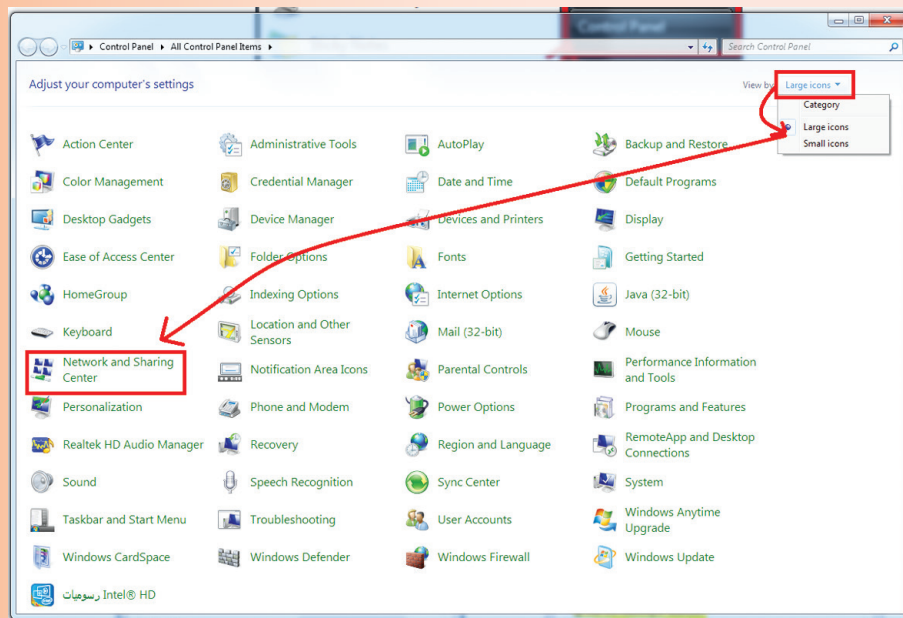 Control Panel
Control Panel ▸ All Control Panel Items ▸
Search Control Panel
Adjust your computer's settings
View by: Large icons
Category
Large icons
Small icons
Action Center
Administrative Tools
AutoPlay
Backup and Restore
Color Management
Credential Manager
Date and Time
Default Programs
Desktop Gadgets
Device Manager
Devices and Printers
Display
Ease of Access Center
Folder Options
Fonts
Getting Started
HomeGroup
Indexing Options
Internet Options
Java (32-bit)
Keyboard
Location and Other
Sensors
Mail (32-bit)
Mouse
Network and Sharing
Center
Notification Area Icons
Parental Controls
Performance Information
and Tools
Personalization
Phone and Modem
Power Options
Programs and Features
Realtek HD Audio Manager
Recovery
Region and Language
RemoteApp and Desktop
Connections
Sound
Speech Recognition
Sync Center
System
Taskbar and Start Menu
Troubleshooting
User Accounts
Windows Anytime
Upgrade
Windows CardSpace
Windows Defender
Windows Firewall
Windows Update
رسوميات Intel® HD